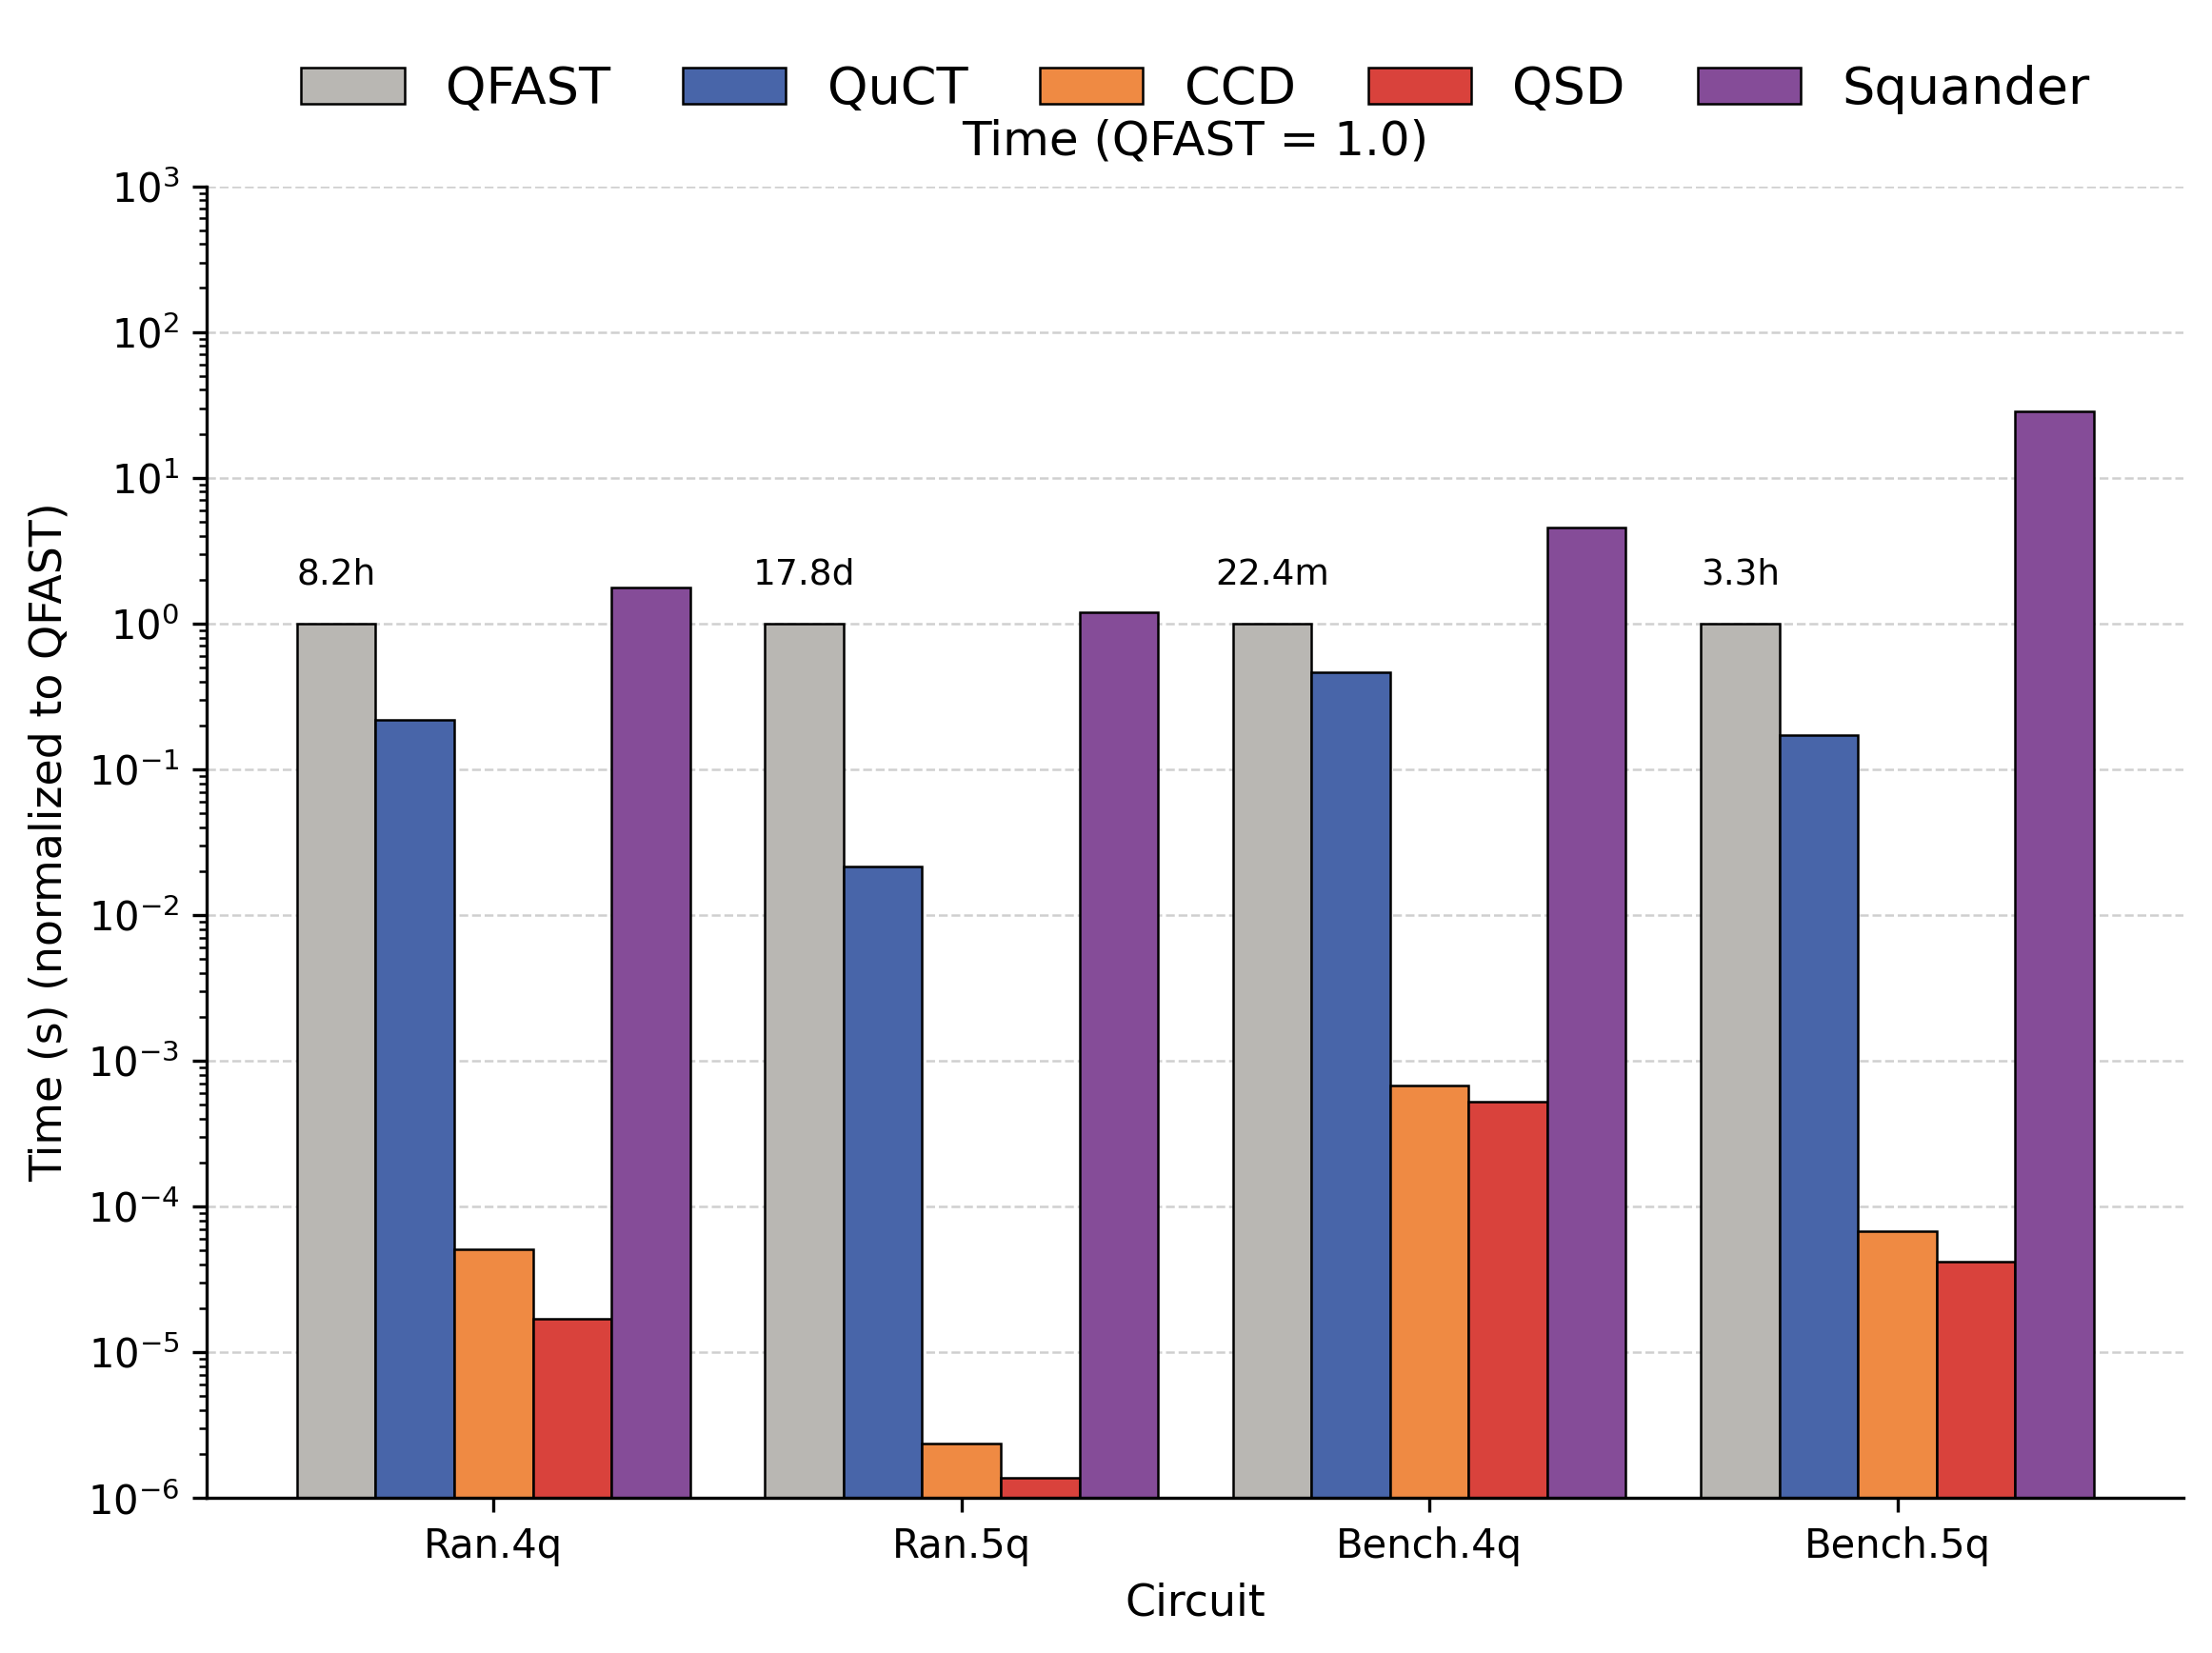 QFAST QuCT CCD QSD Squander
Time (QFAST = 1.0)
Time (s) (normalized to QFAST)
10³
10²
10¹
10⁰
10⁻¹
10⁻²
10⁻³
10⁻⁴
10⁻⁵
10⁻⁶
8.2h 17.8d 22.4m 3.3h
Ran.4q Ran.5q Bench.4q Bench.5q
Circuit